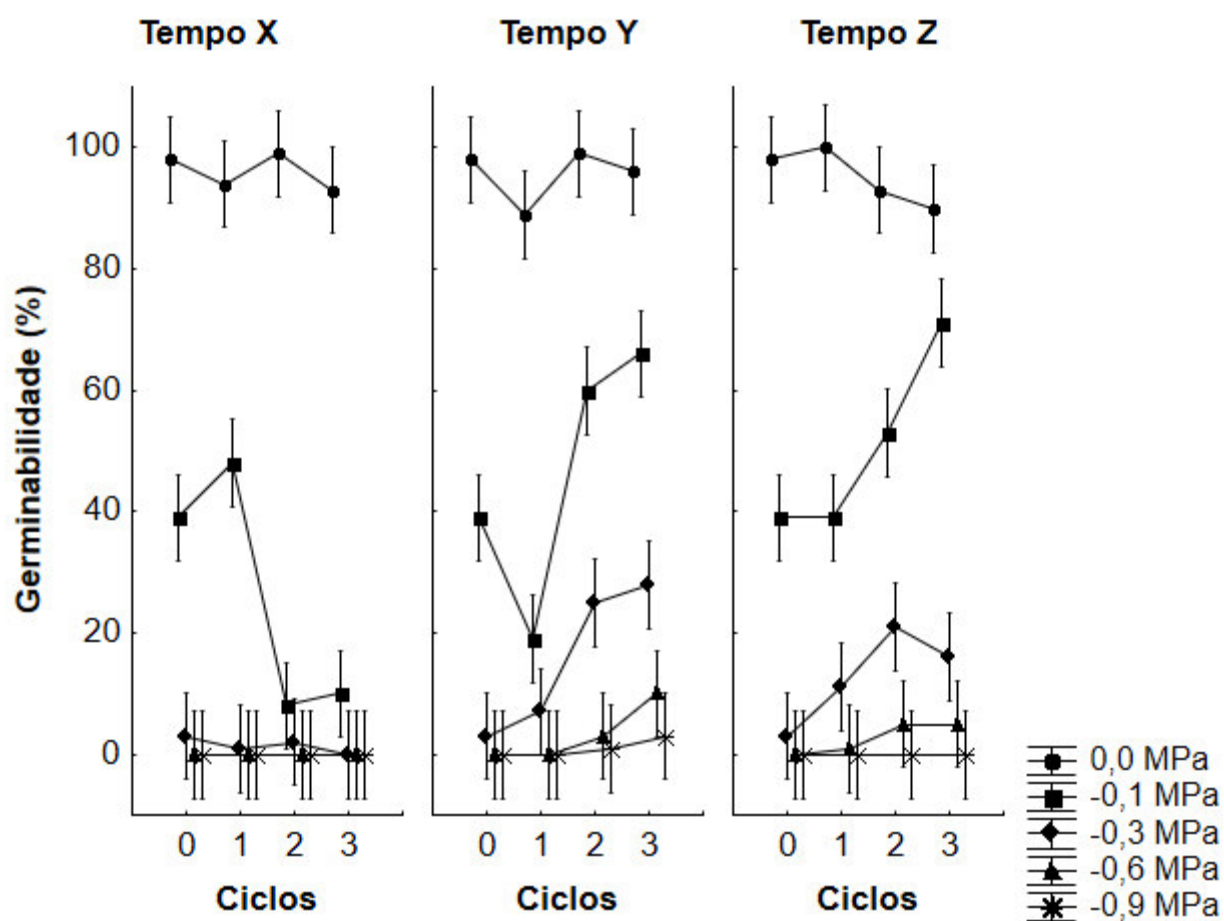 Tempo X
Tempo Y
Tempo Z
Germinabilidade (%)
100
80
60
40
20
0
0 1 2 3
0 1 2 3
0 1 2 3
Ciclos
Ciclos
Ciclos
0,0 MPa
-0,1 MPa
-0,3 MPa
-0,6 MPa
-0,9 MPa